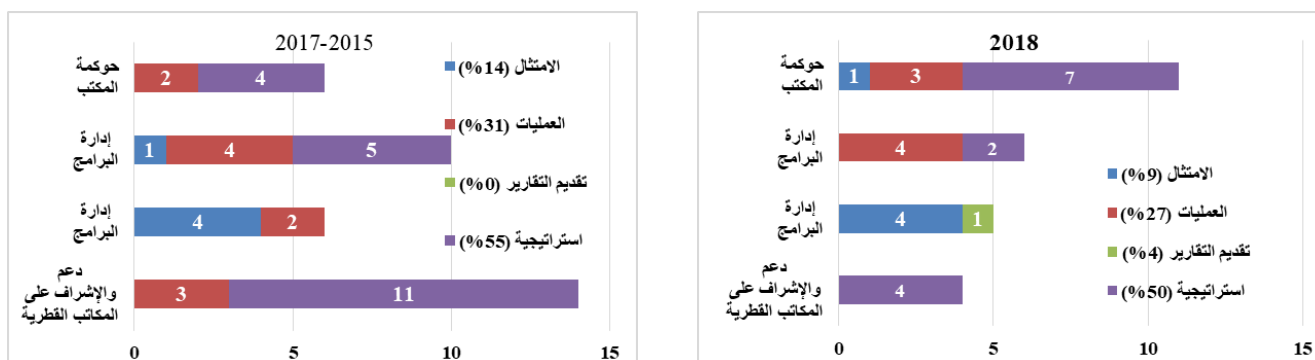 2017-2015
حوكمة
المكتب
2
4
إدارة
البرامج
1
4
5
إدارة
البرامج
4
2
دعم
والإشراف على
المكاتب القطرية
3
11
0
5
10
15
الامتثال (14%)
العمليات (31%)
تقديم التقارير (0%)
استراتيجية (55%)
2018
حوكمة
المكتب
1
3
7
إدارة
البرامج
4
2
إدارة
البرامج
4
1
دعم
والإشراف على
المكاتب القطرية
4
0
5
10
15
الامتثال (9%)
العمليات (27%)
تقديم التقارير (4%)
استراتيجية (50%)